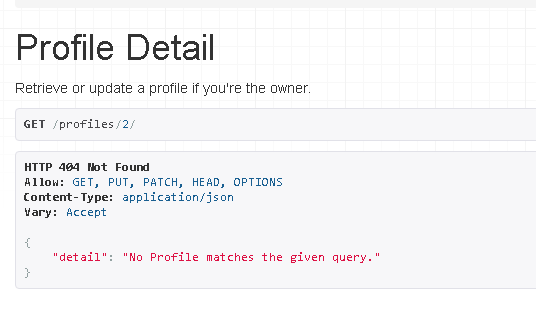 Profile Detail
Retrieve or update a profile if you're the owner.
GET /profiles/2/
HTTP 404 Not Found
Allow: GET, PUT, PATCH, HEAD, OPTIONS
Content-Type: application/json
Vary: Accept
{
    "detail": "No Profile matches the given query."
}